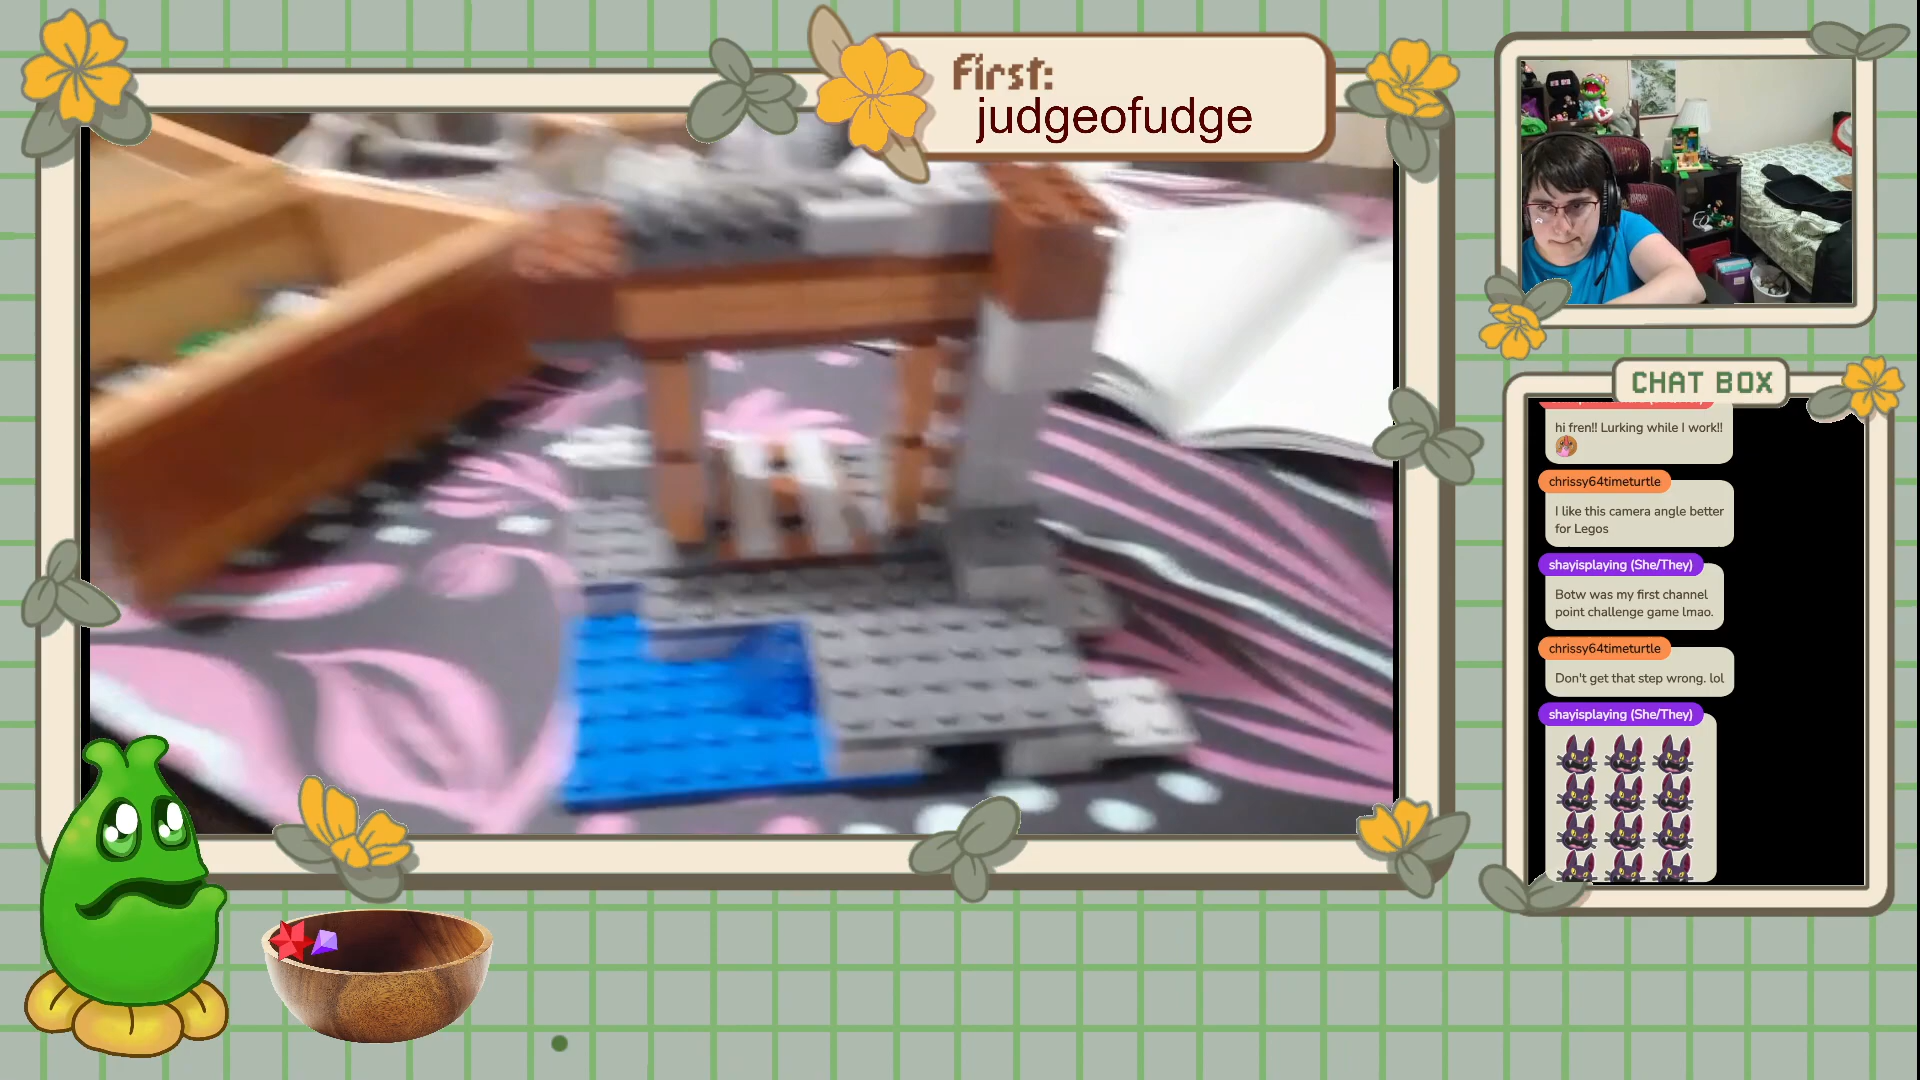 First:
judgeofudge
CHAT BOX
hi fren!! Lurking while I work!!
chrissy64timeturtle
I like this camera angle better
for Legos
shayisplaying (She/They)
Botw was my first channel
point challenge game lmao.
chrissy64timeturtle
Don't get that step wrong. lol
shayisplaying (She/They)